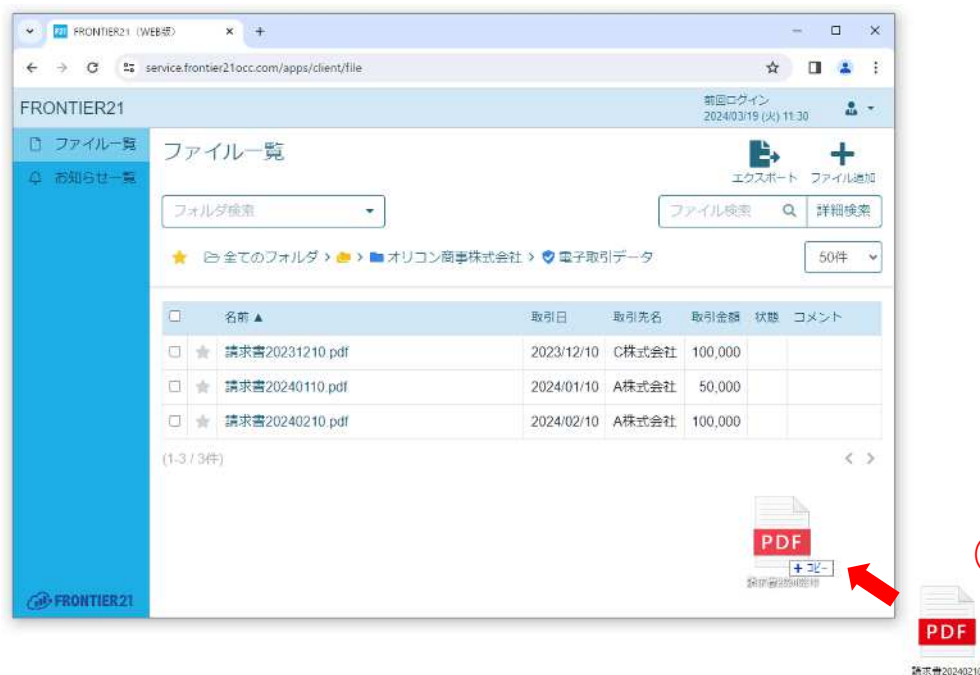 FRONTIER21 (WEB版)
service.frontier21occ.com/apps/client/file
FRONTIER21
前回ログイン
2024/03/19 (火) 11:30
ファイル一覧
お知らせ一覧
ファイル一覧
エクスポート ファイル追加
フォルダ検索
ファイル検索 詳細検索
全てのフォルダ > > オリコン商事株式会社 > 電子取引データ
50件
名前 ▲ 取引日 取引先名 取引金額 状態 コメント
請求書20231210.pdf 2023/12/10 C株式会社 100,000
請求書20240110.pdf 2024/01/10 A株式会社 50,000
請求書20240210.pdf 2024/02/10 A株式会社 100,000
(1-3 / 3件)
PDF
+ コピー
FRONTIER21
PDF
請求書2024021